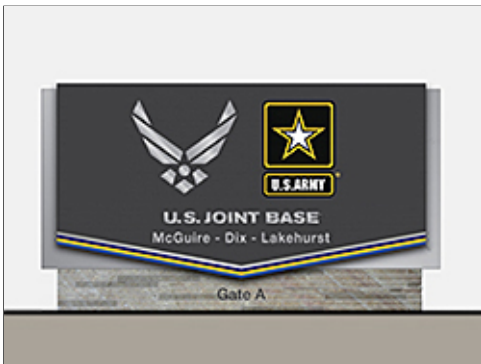 U.S.ARMY
U.S. JOINT BASE
McGuire - Dix - Lakehurst
Gate A